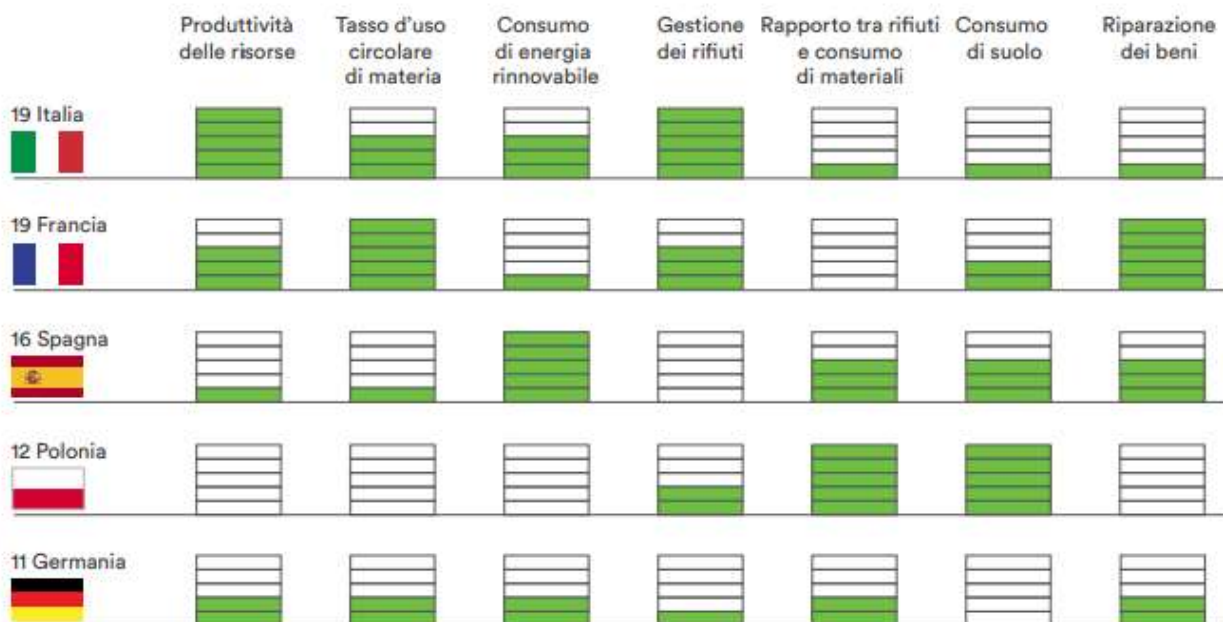 Produttività
delle risorse
Tasso d'uso
circolare
di materia
Consumo
di energia
rinnovabile
Gestione
dei rifiuti
Rapporto tra rifiuti
e consumo
di materiali
Consumo
di suolo
Riparazione
dei beni
19 Italia
19 Francia
16 Spagna
12 Polonia
11 Germania